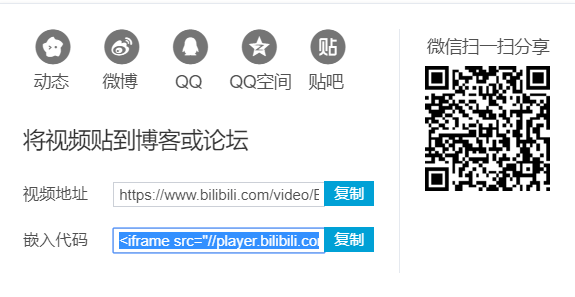 动态 微博 QQ QQ空间 贴吧
微信扫一扫分享
将视频贴到博客或论坛
视频地址 https://www.bilibili.com/video/ 复制
嵌入代码 <iframe src="//player.bilibili.co 复制